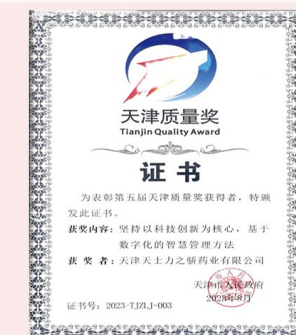 天津质量奖
Tianjin Quality Award
证书
为表彰第五届天津质量奖获得者，特颁
发此证书。
获奖内容：坚持以科技创新为核心，基于
数字化的智慧管理方法
获奖者：天津天士力之骄药业有限公司
天津市人民政府
2023年8月
证书号：2023-TJZLJ-003